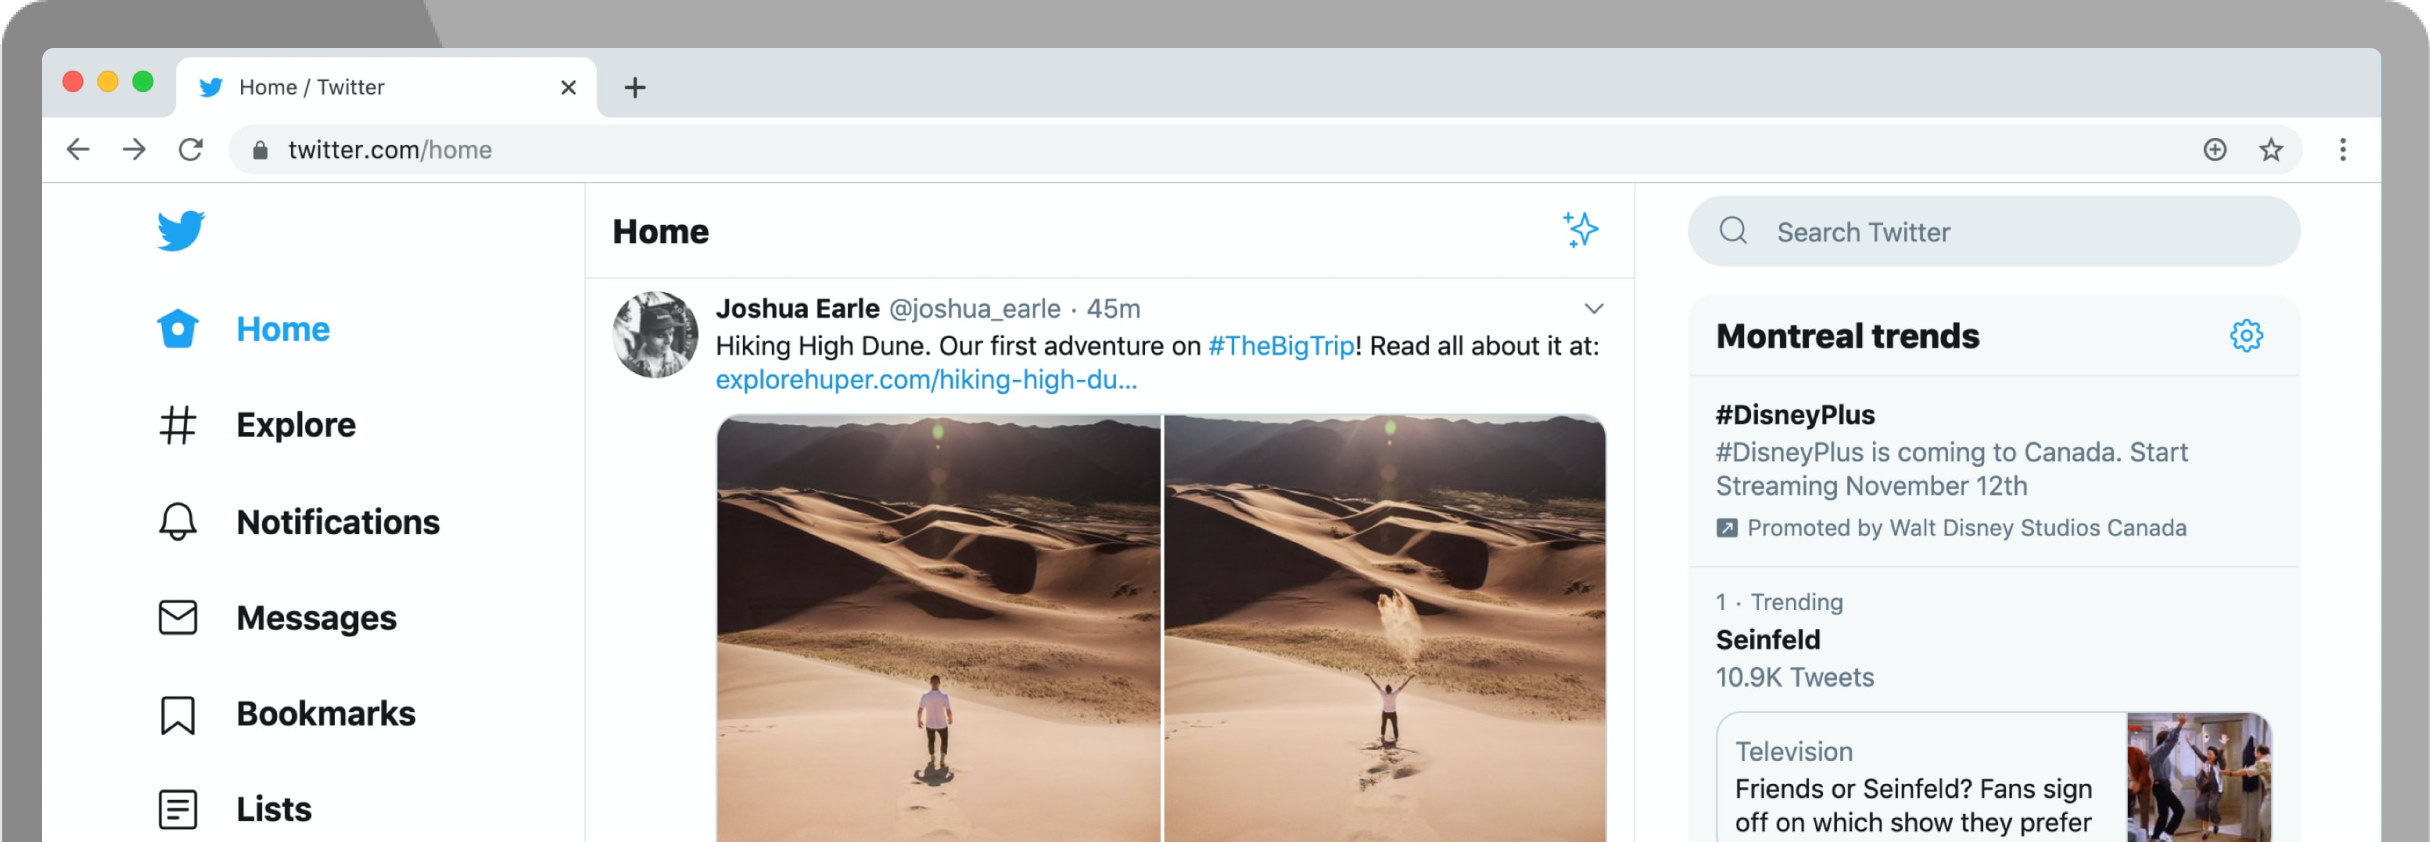 Home / Twitter
twitter.com/home
Home
Explore
Notifications
Messages
Bookmarks
Lists
Home
Joshua Earle @joshua_earle · 45m
Hiking High Dune. Our first adventure on #TheBigTrip! Read all about it at:
explorehuper.com/hiking-high-du...
Search Twitter
Montreal trends
#DisneyPlus
#DisneyPlus is coming to Canada. Start
Streaming November 12th
Promoted by Walt Disney Studios Canada
1 · Trending
Seinfeld
10.9K Tweets
Television
Friends or Seinfeld? Fans sign
off on which show they prefer